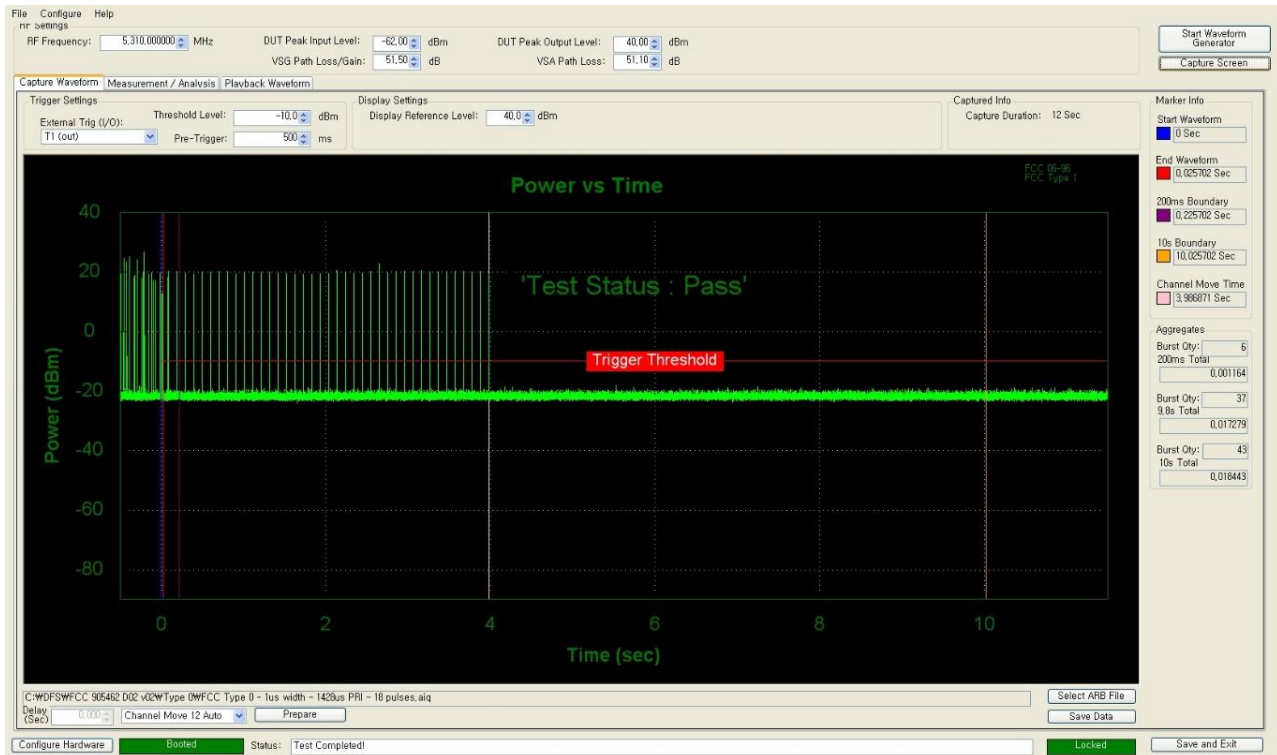 File Configure Help
RF Settings
RF Frequency: 5,310,000000 MHz DUT Peak Input Level: -62,00 dBm DUT Peak Output Level: 40,00 dBm
VSG Path Loss/Gain: 51,50 dB VSA Path Loss: 51,10 dB
Start Waveform Generator
Capture Screen
Capture Waveform Measurement / Analysis Playback Waveform
Trigger Settings
External Trig (I/O): Threshold Level: -10,0 dBm
T1 (out) Pre-Trigger: 500 ms
Display Settings
Display Reference Level: 40,0 dBm
Captured Info
Capture Duration: 12 Sec
Marker Info
Start Waveform
0 Sec
End Waveform
0,025702 Sec
200ms Boundary
0,225702 Sec
10s Boundary
10,025702 Sec
Channel Move Time
3,986871 Sec
Aggregates
Burst Qty: 6
200ms Total
0,001164
Burst Qty: 37
9,8s Total
0,017279
Burst Qty: 43
10s Total
0,018443
FCC 06-96
FCC Type 1
Power vs Time
'Test Status : Pass'
Trigger Threshold
Power (dBm)
40
20
0
-20
-40
-60
-80
0 2 4 6 8 10
Time (sec)
C:₩DFS₩FCC 905462 D02 v02₩Type 0₩FCC Type 0 - 1us width - 1428us PRI - 18 pulses.aiq
Select ARB File
Delay (Sec) 0,000 Channel Move 12 Auto Prepare
Save Data
Configure Hardware Booted Status: Test Completed! Locked Save and Exit